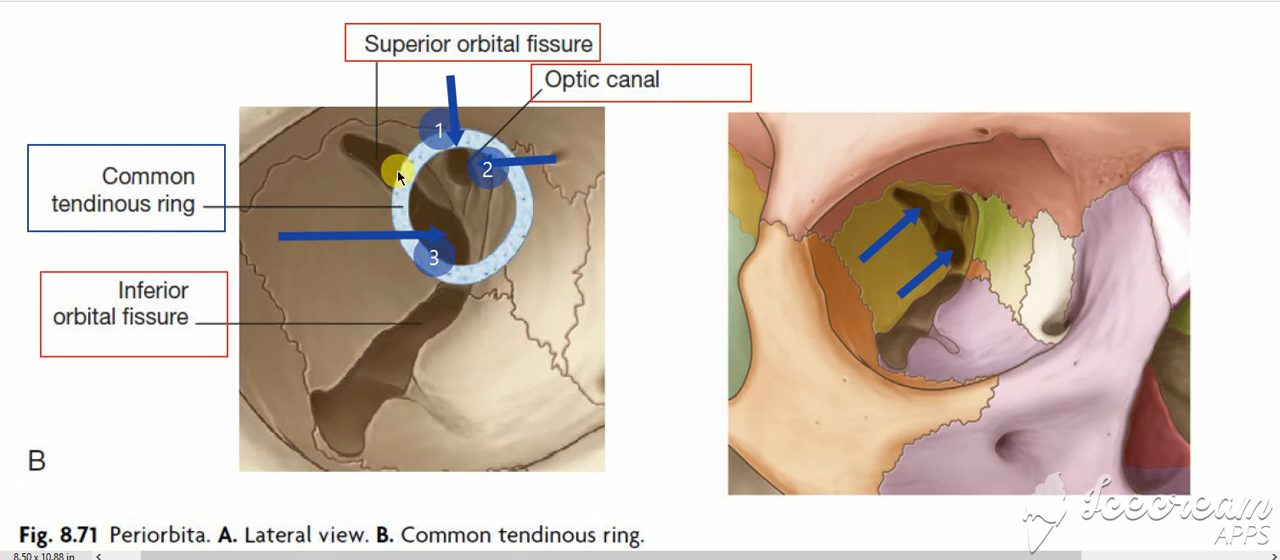 Superior orbital fissure
Optic canal
1
2
Common
tendinous ring
3
Inferior
orbital fissure
B
Fig. 8.71 Periorbita. A. Lateral view. B. Common tendinous ring.
Icecream
APPS
8.50 x 10.88 in